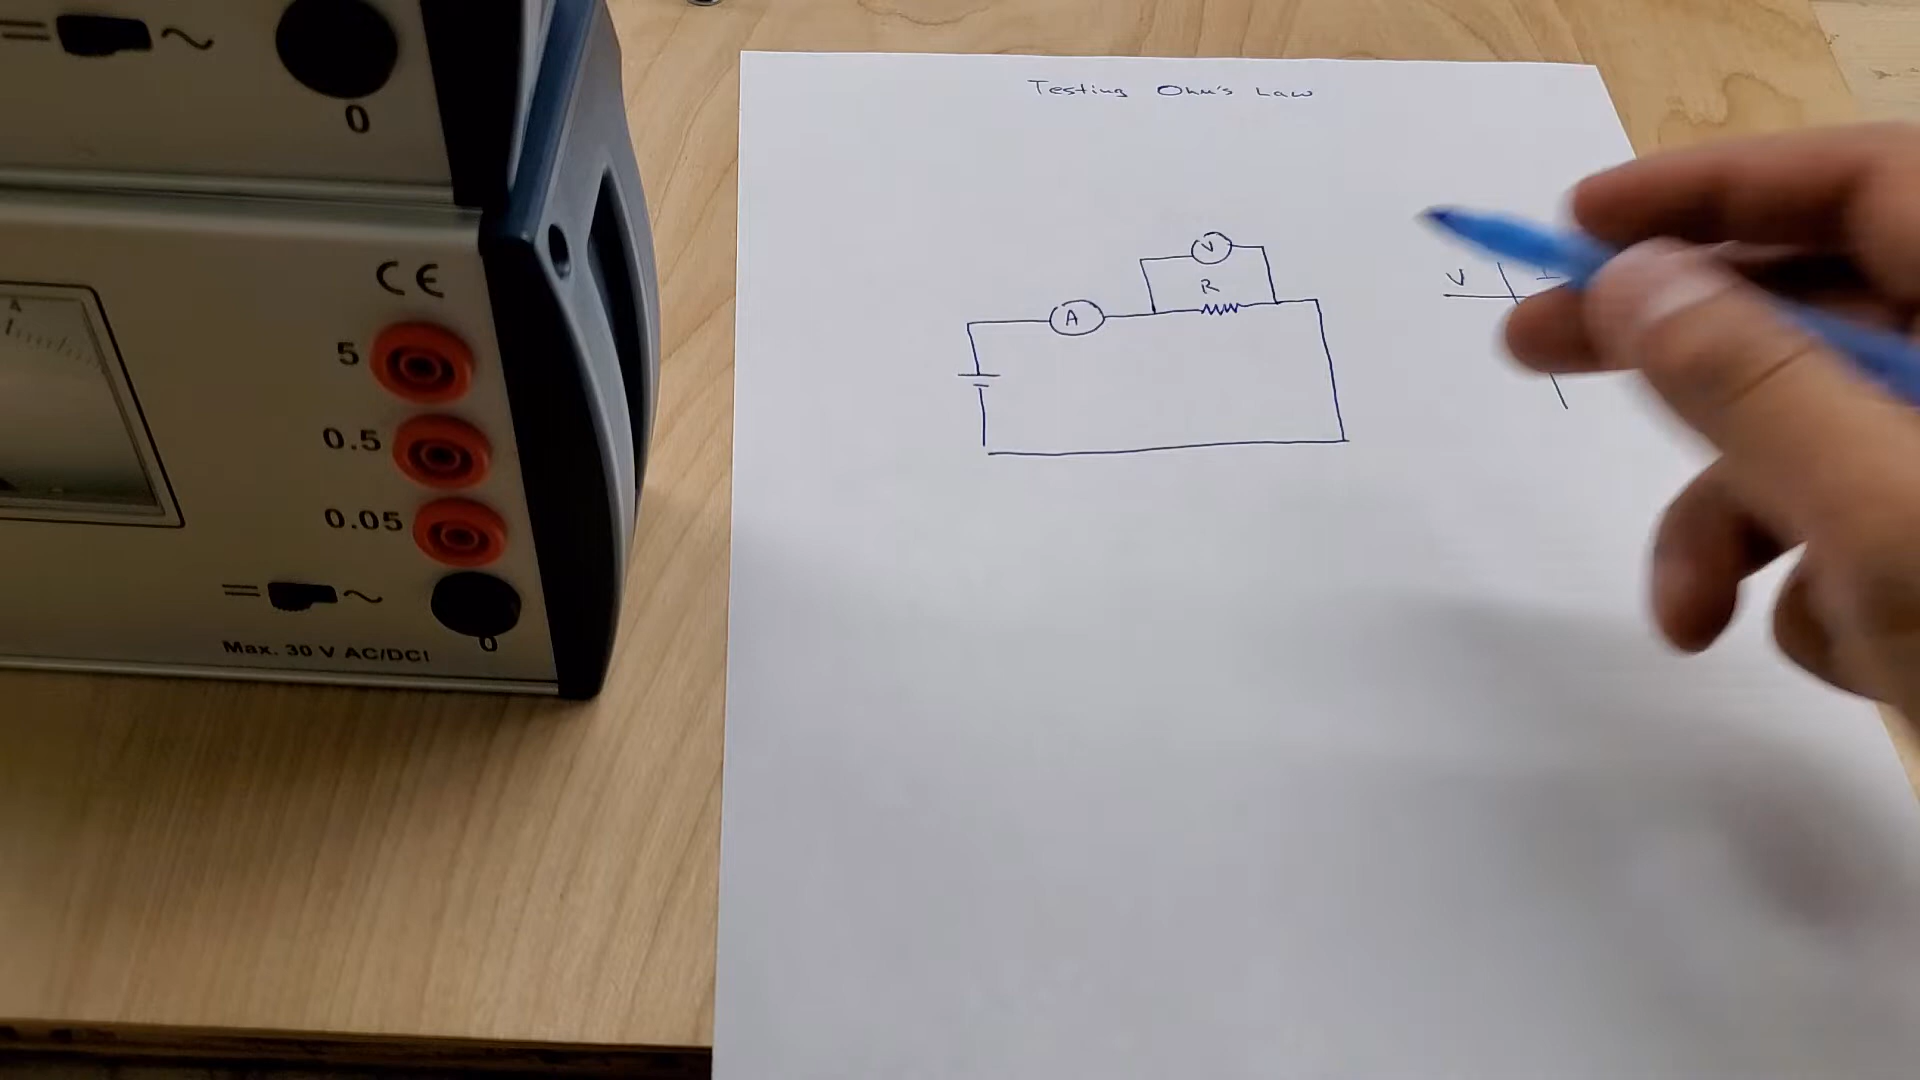 = ~
0
CE
A
5
0.5
0.05
= ~
0
Max. 30 V AC/DC!
Testing Ohm's Law
V
R
A
V I